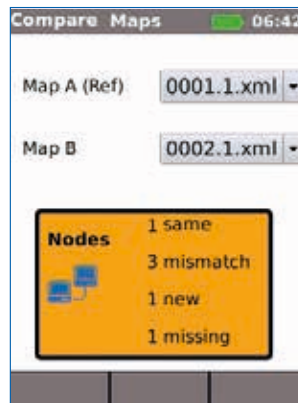 Compare Maps 06:42
Map A (Ref) 0001.1.xml
Map B 0002.1.xml
Nodes
1 same
3 mismatch
1 new
1 missing